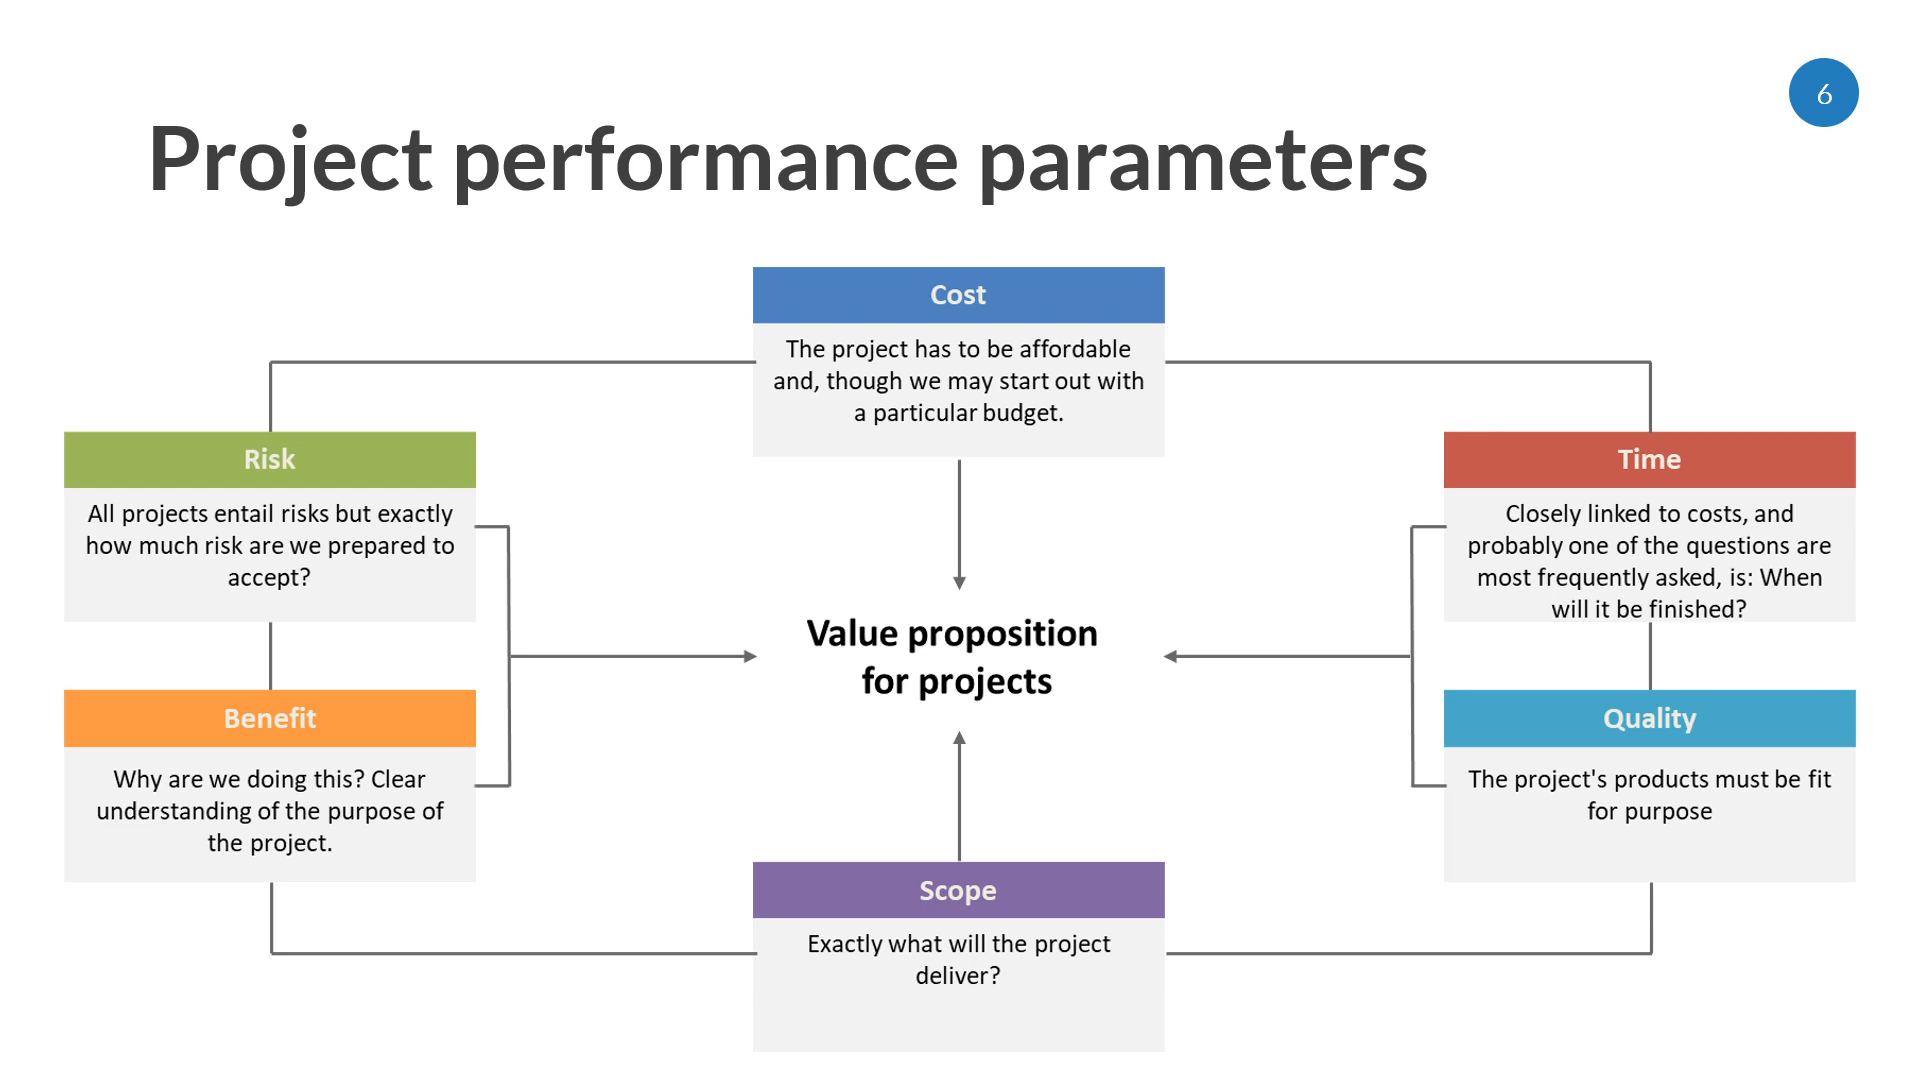 6
Project performance parameters
Cost
The project has to be affordable
and, though we may start out with
a particular budget.
Risk
All projects entail risks but exactly
how much risk are we prepared to
accept?
Time
Closely linked to costs, and
probably one of the questions are
most frequently asked, is: When
will it be finished?
Value proposition
for projects
Benefit
Why are we doing this? Clear
understanding of the purpose of
the project.
Quality
The project's products must be fit
for purpose
Scope
Exactly what will the project
deliver?